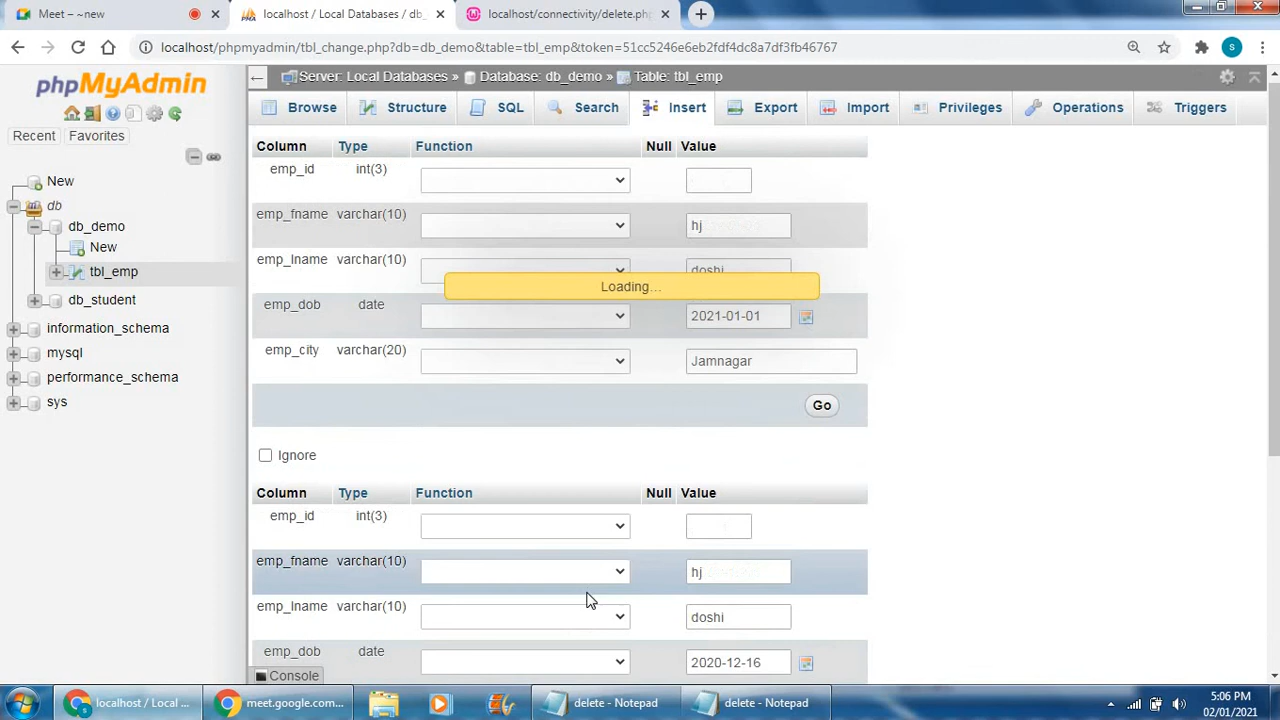 Meet – ~new
localhost / Local Databases / db_
localhost/connectivity/delete.php
localhost/phpmyadmin/tbl_change.php?db=db_demo&table=tbl_emp&token=51cc5246e6eb2fdf4dc8a7df3fb46767
S
phpMyAdmin
Recent
Favorites
New
db
db_demo
New
tbl_emp
db_student
information_schema
mysql
performance_schema
sys
Server: Local Databases » Database: db_demo » Table: tbl_emp
Browse Structure SQL Search Insert Export Import Privileges Operations Triggers
Column Type Function Null Value
emp_id int(3)
emp_fname varchar(10) hj
emp_lname varchar(10) doshi
Loading…
emp_dob date 2021-01-01
emp_city varchar(20) Jamnagar
Go
Ignore
Column Type Function Null Value
emp_id int(3)
emp_fname varchar(10) hj
emp_lname varchar(10) doshi
emp_dob date 2020-12-16
Console
localhost / Local ...
meet.google.com...
delete - Notepad
delete - Notepad
5:06 PM
02/01/2021